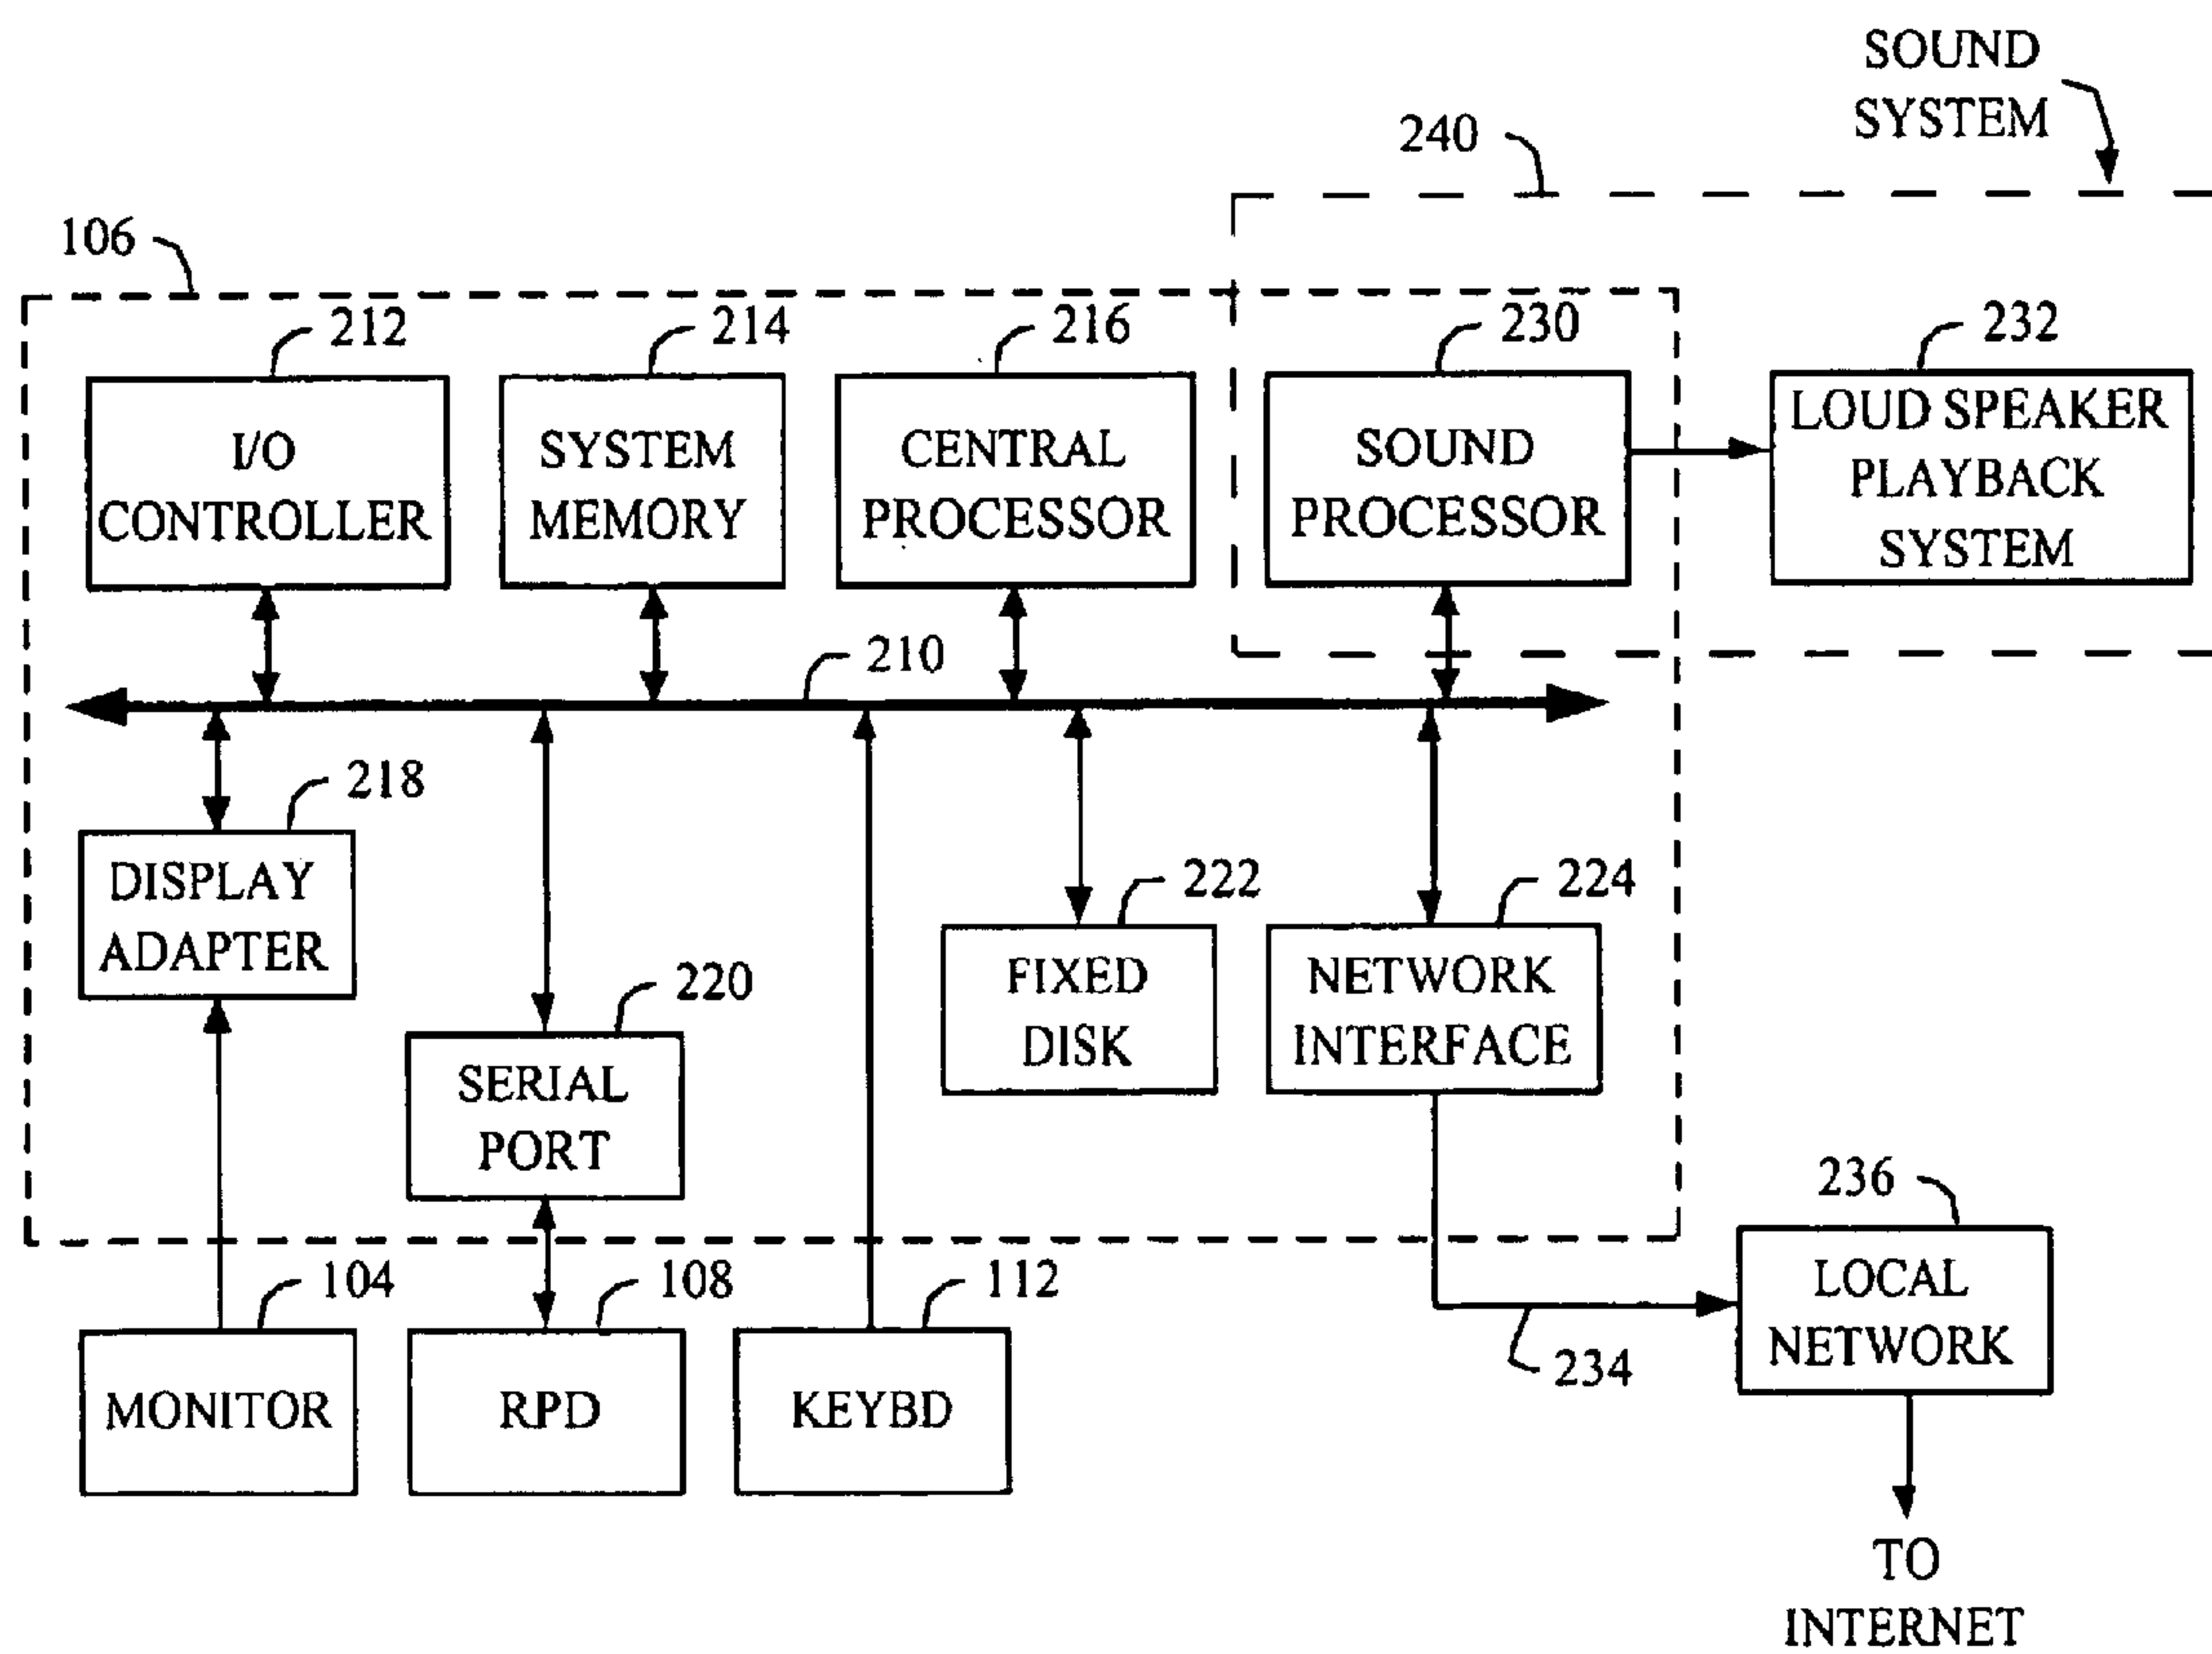 SOUND
SYSTEM
240
106
212
214
216
230
232
I/O
CONTROLLER
SYSTEM
MEMORY
CENTRAL
PROCESSOR
SOUND
PROCESSOR
LOUD SPEAKER
PLAYBACK
SYSTEM
210
218
DISPLAY
ADAPTER
220
SERIAL
PORT
222
FIXED
DISK
224
NETWORK
INTERFACE
236
LOCAL
NETWORK
234
104
MONITOR
108
RPD
112
KEYBD
TO
INTERNET